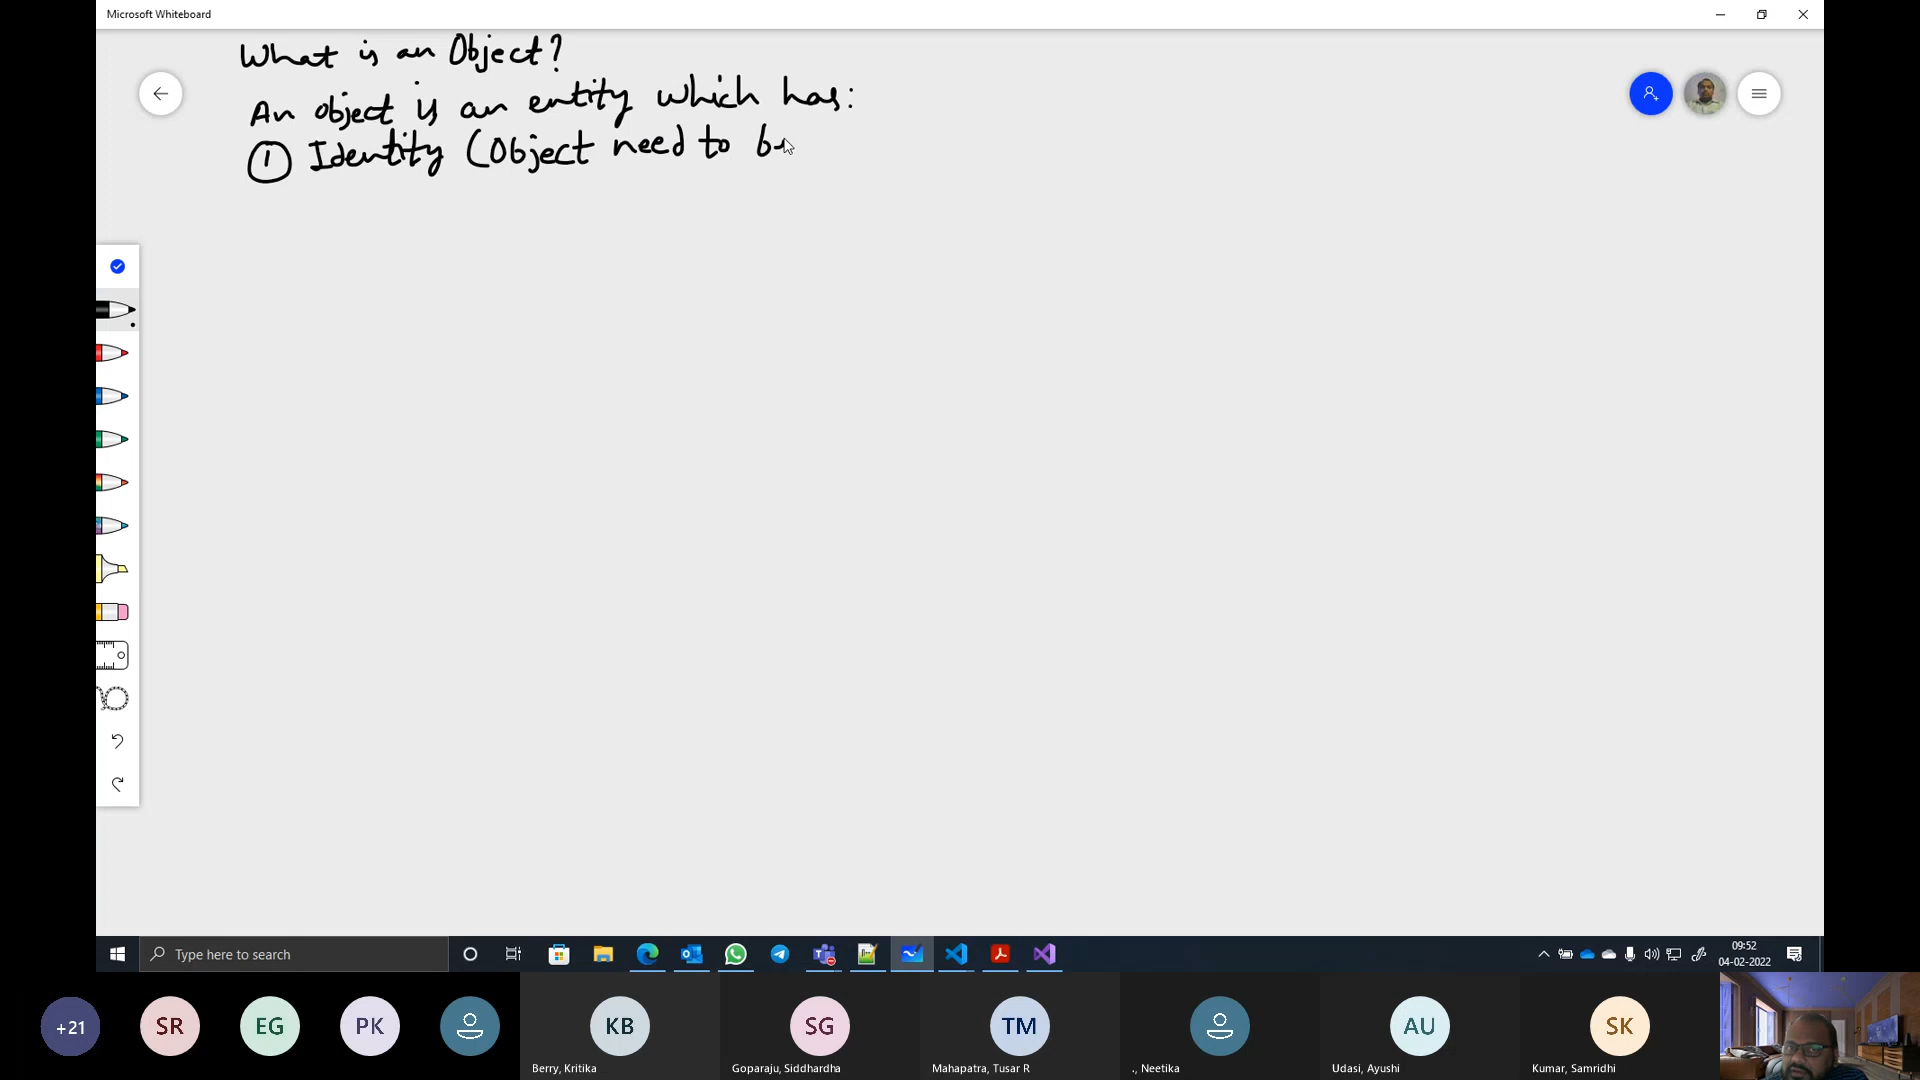 Microsoft Whiteboard
What is an Object?
An object is an entity which has:
① Identity (Object need to be
Type here to search
09:52
04-02-2022
+21
SR
EG
PK
KB
SG
TM
AU
SK
Berry, Kritika
Goparaju, Siddhardha
Mahapatra, Tusar R
., Neetika
Udasi, Ayushi
Kumar, Samridhi